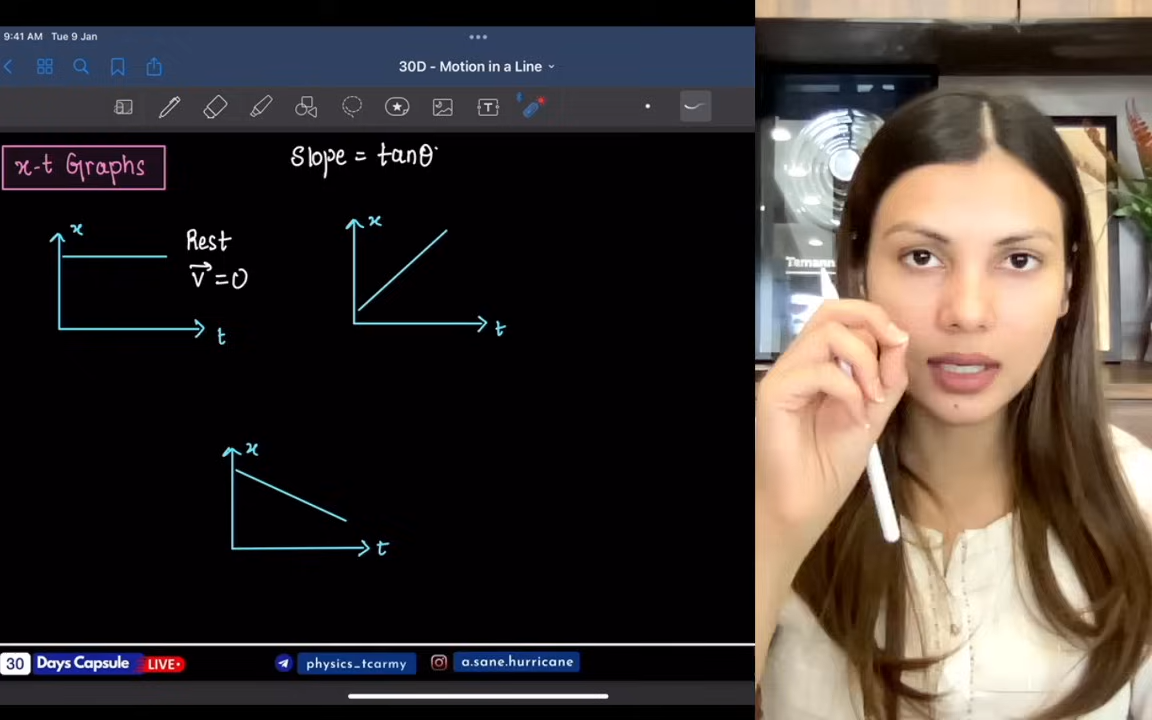 9:41 AM Tue 9 Jan
30D - Motion in a Line
x-t Graphs
Slope = tanθ
x
Rest
v⃗ = 0
t
x
t
x
t
30 Days Capsule LIVE
physics_tcarmy
a.sane.hurricane